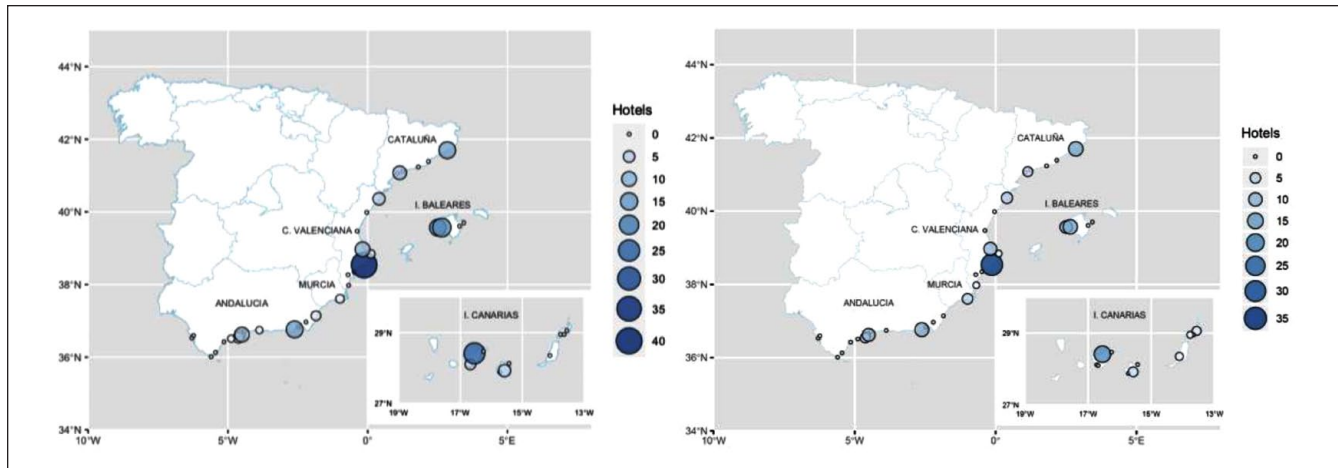 44°N
42°N
40°N
38°N
36°N
34°N
10°W
5°W
0°
5°E
CATALUÑA
I. BALEARES
C. VALENCIANA
MURCIA
ANDALUCIA
I. CANARIAS
29°N
27°N
19°W
17°W
15°W
13°W
Hotels
0
5
10
15
20
25
30
35
40
44°N
42°N
40°N
38°N
36°N
34°N
10°W
5°W
0°
5°E
CATALUÑA
I. BALEARES
C. VALENCIANA
MURCIA
ANDALUCIA
I. CANARIAS
29°N
27°N
19°W
17°W
15°W
13°W
Hotels
0
5
10
15
20
25
30
35